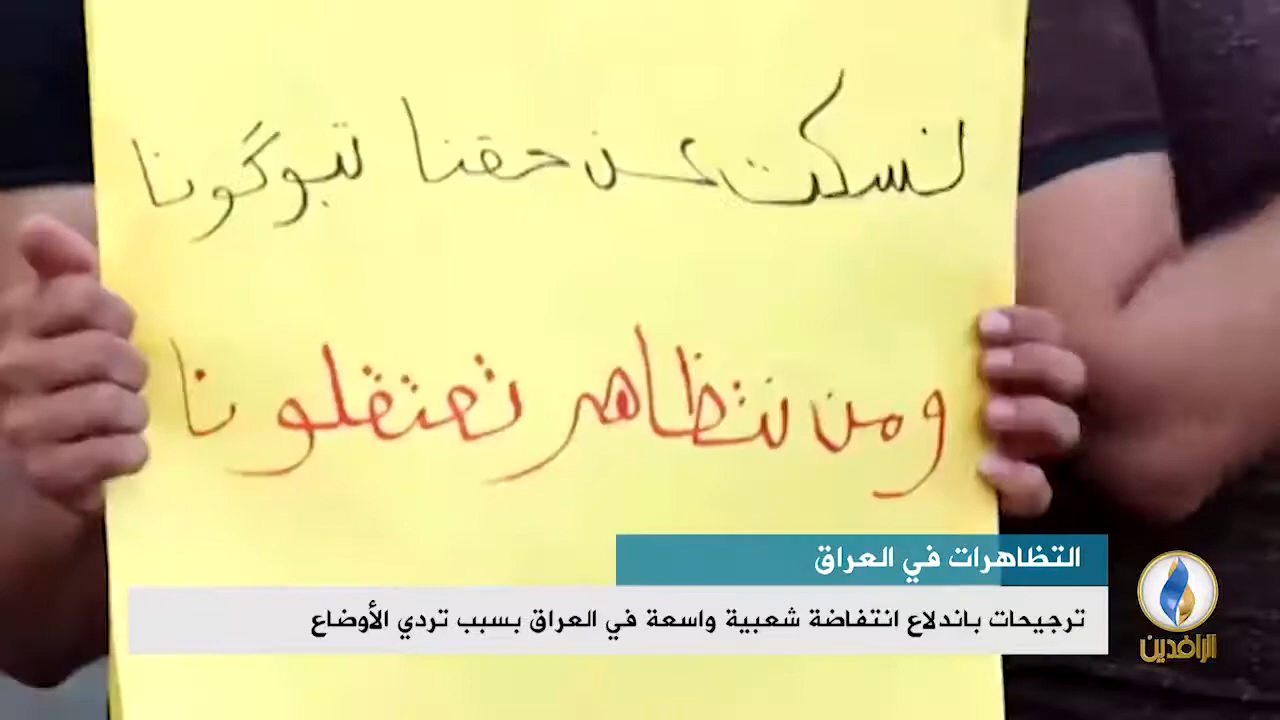 لنسكت عن حقنا تبوگونا
ومن نتظاهر تعتقلونا
التظاهرات في العراق
ترجيحات باندلاع انتفاضة شعبية واسعة في العراق بسبب تردي الأوضاع
الرافدين